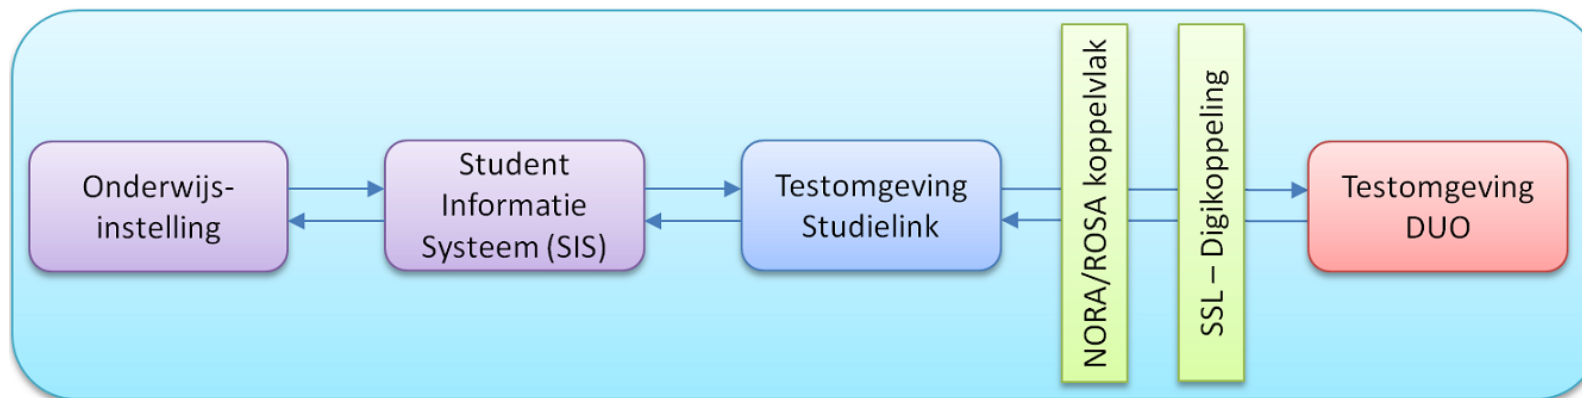 Onderwijs-
instelling
Student
Informatie
Systeem (SIS)
Testomgeving
Studielink
NORA/ROSA koppelvlak
SSL – Digikoppeling
Testomgeving
DUO